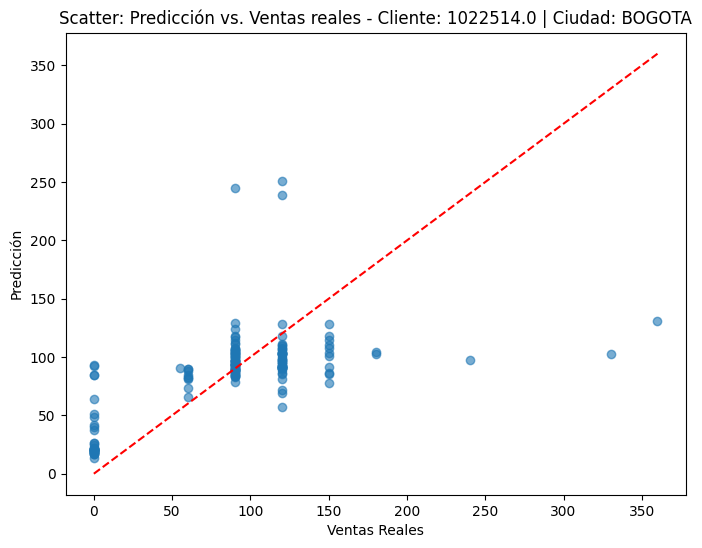 Scatter: Predicción vs. Ventas reales - Cliente: 1022514.0 | Ciudad: BOGOTA
350
300
250
200
150
100
50
0
Predicción
0 50 100 150 200 250 300 350
Ventas Reales